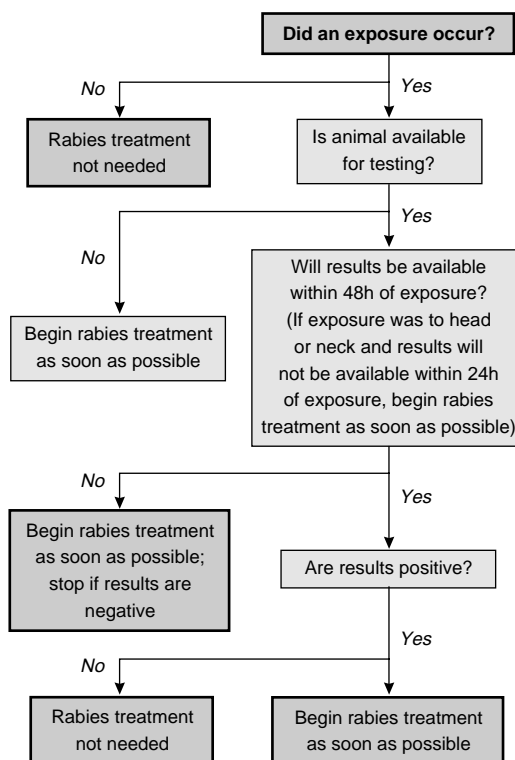 Did an exposure occur?
No
Yes
Rabies treatment
not needed
Is animal available
for testing?
No
Yes
Begin rabies treatment
as soon as possible
Will results be available
within 48h of exposure?
(If exposure was to head
or neck and results will
not be available within 24h
of exposure, begin rabies
treatment as soon as possible)
No
Yes
Begin rabies treatment
as soon as possible;
stop if results are
negative
Are results positive?
No
Yes
Rabies treatment
not needed
Begin rabies treatment
as soon as possible